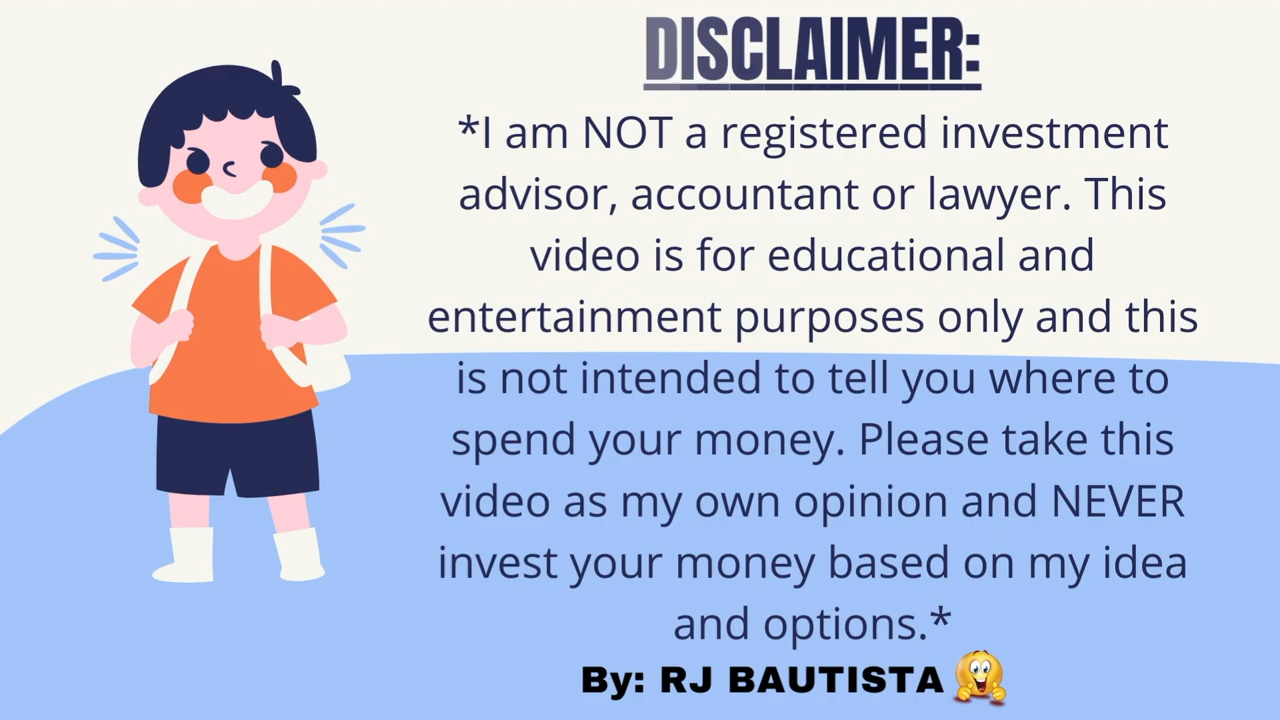 DISCLAIMER:
*I am NOT a registered investment
advisor, accountant or lawyer. This
video is for educational and
entertainment purposes only and this
is not intended to tell you where to
spend your money. Please take this
video as my own opinion and NEVER
invest your money based on my idea
and options.*
By: RJ BAUTISTA